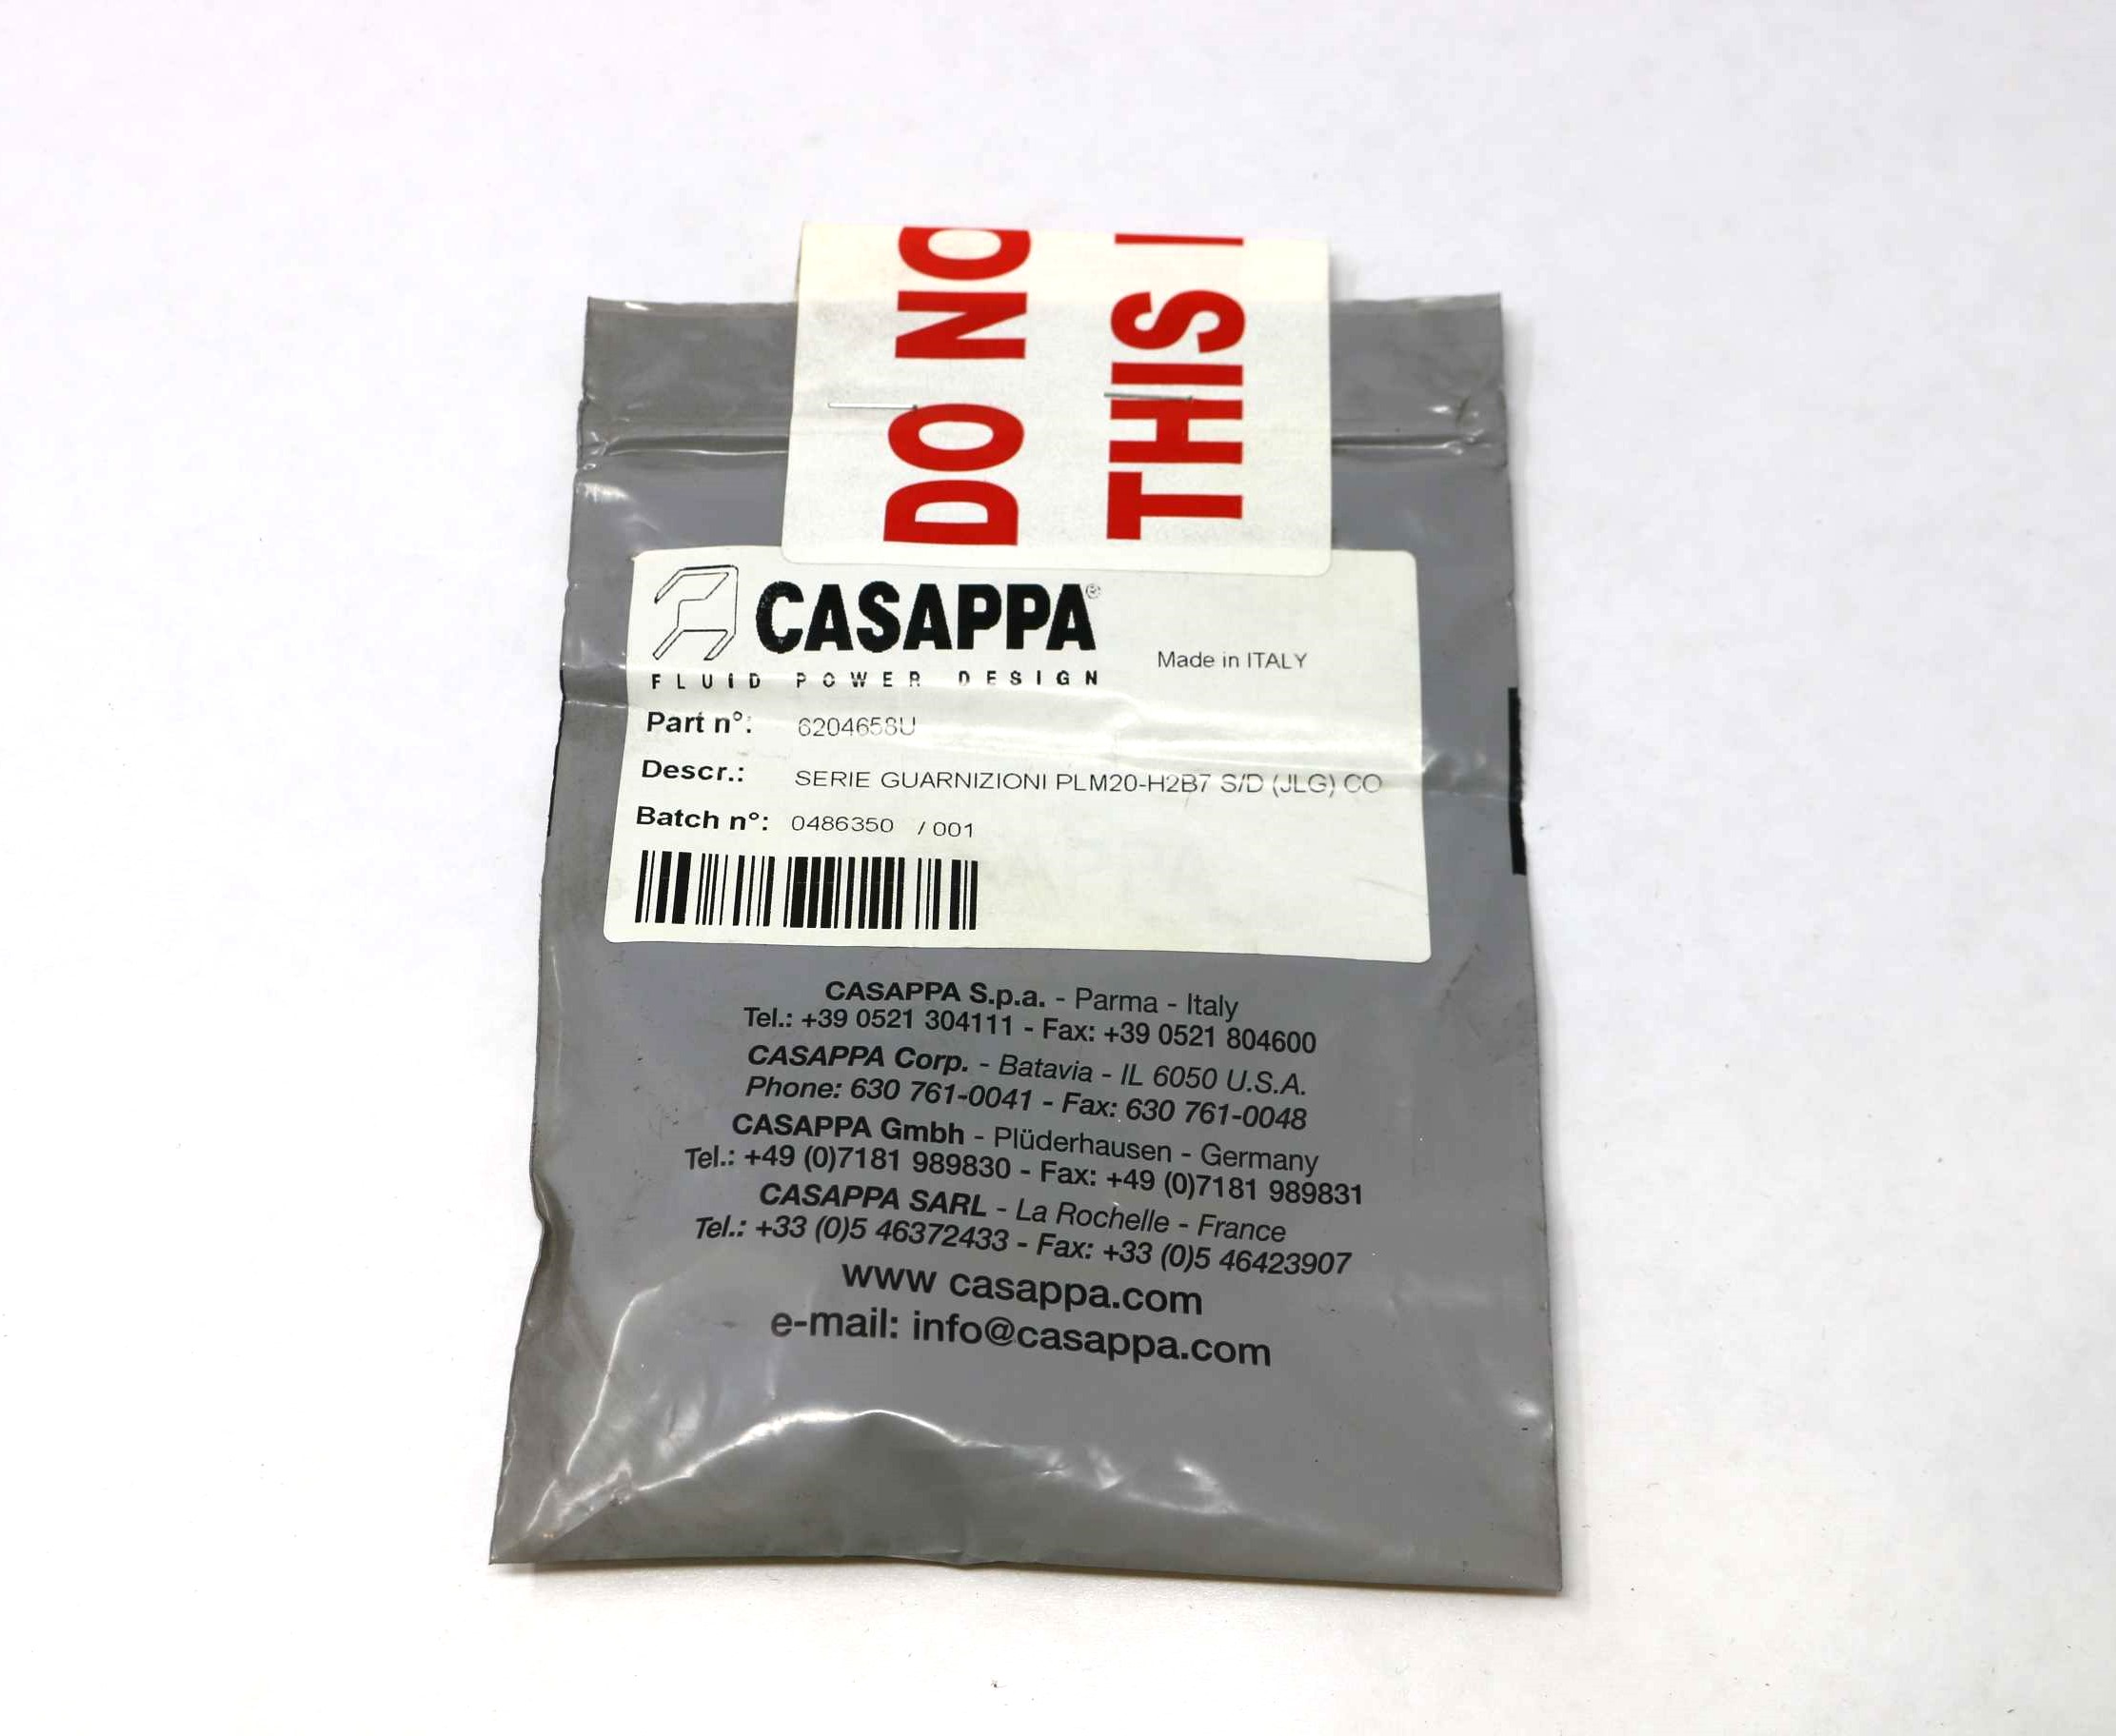 DO NO
THIS I
CASAPPA®
FLUID POWER DESIGN
Made in ITALY
Part n°: 6204658U
Descr.: SERIE GUARNIZIONI PLM20-H2B7 S/D (JLG) CO
Batch n°: 0486350 / 001
CASAPPA S.p.a. - Parma - Italy
Tel.: +39 0521 304111 - Fax: +39 0521 804600
CASAPPA Corp. - Batavia - IL 6050 U.S.A.
Phone: 630 761-0041 - Fax: 630 761-0048
CASAPPA Gmbh - Plüderhausen - Germany
Tel.: +49 (0)7181 989830 - Fax: +49 (0)7181 989831
CASAPPA SARL - La Rochelle - France
Tel.: +33 (0)5 46372433 - Fax: +33 (0)5 46423907
www casappa.com
e-mail: info@casappa.com